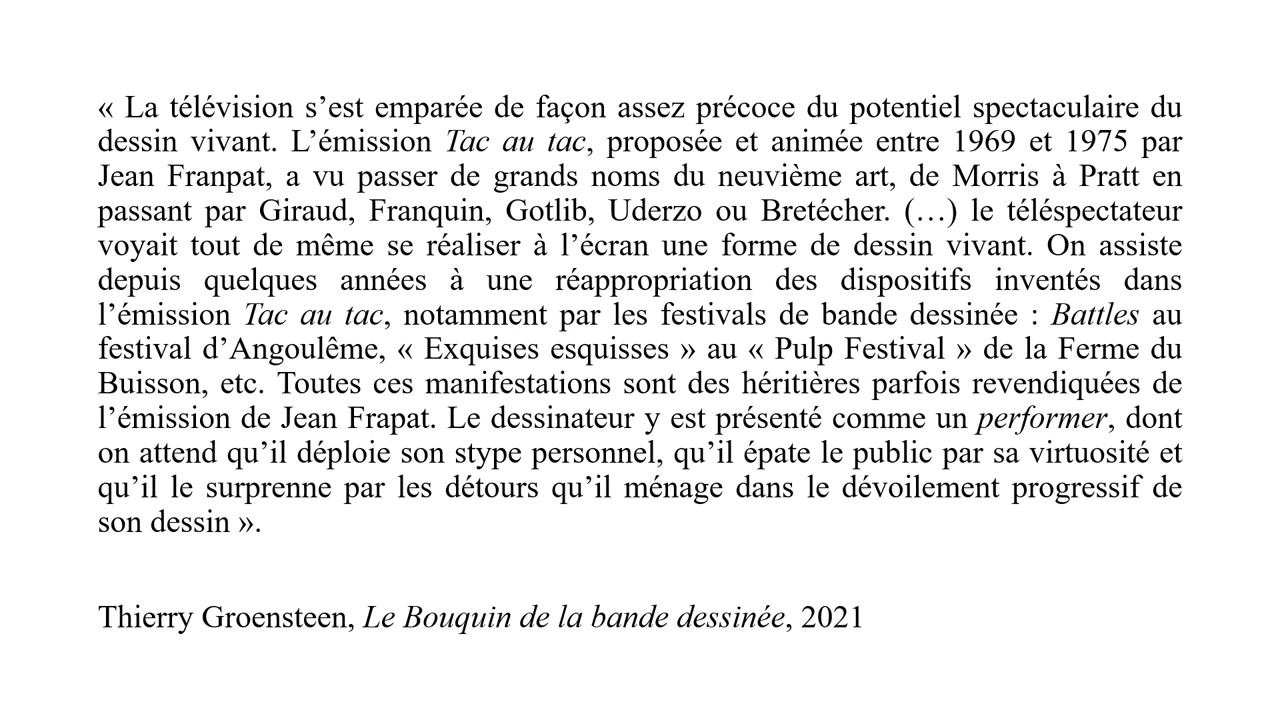 « La télévision s’est emparée de façon assez précoce du potentiel spectaculaire du
dessin vivant. L’émission Tac au tac, proposée et animée entre 1969 et 1975 par
Jean Franpat, a vu passer de grands noms du neuvième art, de Morris à Pratt en
passant par Giraud, Franquin, Gotlib, Uderzo ou Bretécher. (…) le téléspectateur
voyait tout de même se réaliser à l’écran une forme de dessin vivant. On assiste
depuis quelques années à une réappropriation des dispositifs inventés dans
l’émission Tac au tac, notamment par les festivals de bande dessinée : Battles au
festival d’Angoulême, « Exquises esquisses » au « Pulp Festival » de la Ferme du
Buisson, etc. Toutes ces manifestations sont des héritières parfois revendiquées de
l’émission de Jean Frapat. Le dessinateur y est présenté comme un performer, dont
on attend qu’il déploie son stype personnel, qu’il épate le public par sa virtuosité et
qu’il le surprenne par les détours qu’il ménage dans le dévoilement progressif de
son dessin ».
Thierry Groensteen, Le Bouquin de la bande dessinée, 2021